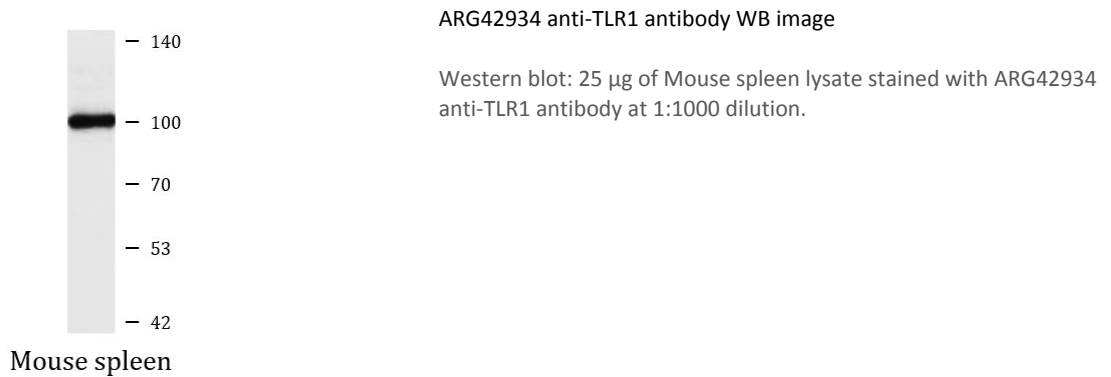 ARG42934 anti-TLR1 antibody WB image
Western blot: 25 µg of Mouse spleen lysate stained with ARG42934
anti-TLR1 antibody at 1:1000 dilution.
140
100
70
53
42
Mouse spleen